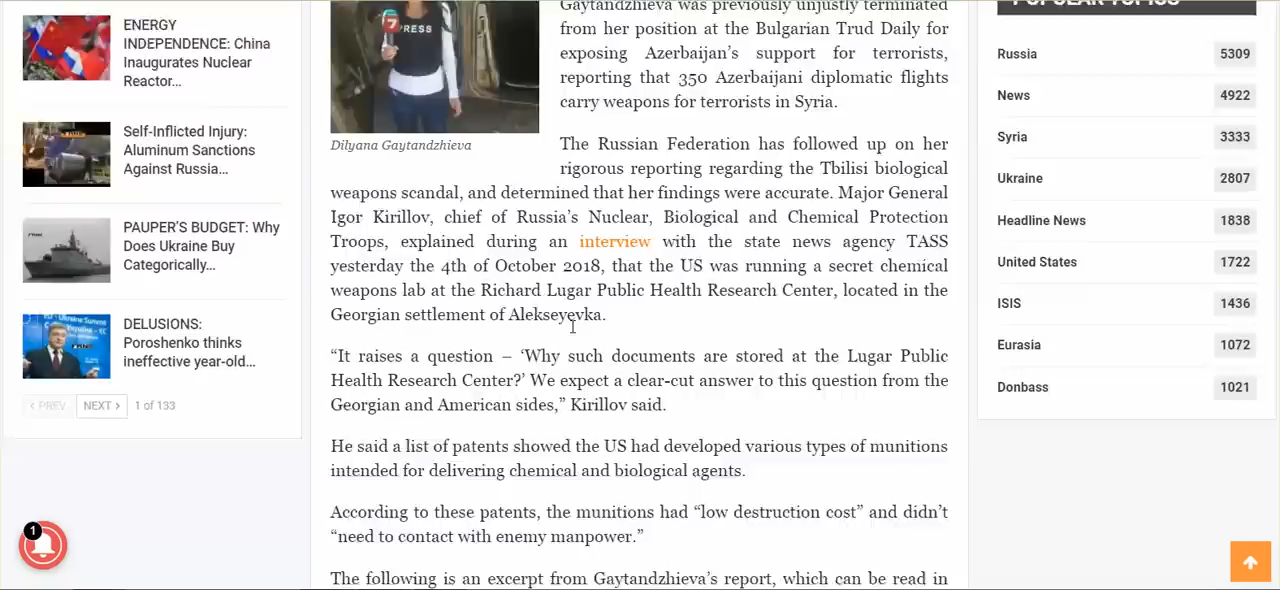 ENERGY
INDEPENDENCE: China
Inaugurates Nuclear
Reactor...
Self-Inflicted Injury:
Aluminum Sanctions
Against Russia...
PAUPER'S BUDGET: Why
Does Ukraine Buy
Categorically...
DELUSIONS:
Poroshenko thinks
ineffective year-old...
PREV
NEXT
1 of 133
1
7
PRESS
Dilyana Gaytandzhieva
Gaytandzhieva was previously unjustly terminated
from her position at the Bulgarian Trud Daily for
exposing Azerbaijan's support for terrorists,
reporting that 350 Azerbaijani diplomatic flights
carry weapons for terrorists in Syria.
The Russian Federation has followed up on her
rigorous reporting regarding the Tbilisi biological
weapons scandal, and determined that her findings were accurate. Major General
Igor Kirillov, chief of Russia's Nuclear, Biological and Chemical Protection
Troops, explained during an interview with the state news agency TASS
yesterday the 4th of October 2018, that the US was running a secret chemical
weapons lab at the Richard Lugar Public Health Research Center, located in the
Georgian settlement of Alekseyevka.
“It raises a question – ‘Why such documents are stored at the Lugar Public
Health Research Center?’ We expect a clear-cut answer to this question from the
Georgian and American sides,” Kirillov said.
He said a list of patents showed the US had developed various types of munitions
intended for delivering chemical and biological agents.
According to these patents, the munitions had “low destruction cost” and didn’t
“need to contact with enemy manpower.”
The following is an excerpt from Gaytandzhieva’s report, which can be read in
POPULAR TOPICS
Russia 5309
News 4922
Syria 3333
Ukraine 2807
Headline News 1838
United States 1722
ISIS 1436
Eurasia 1072
Donbass 1021